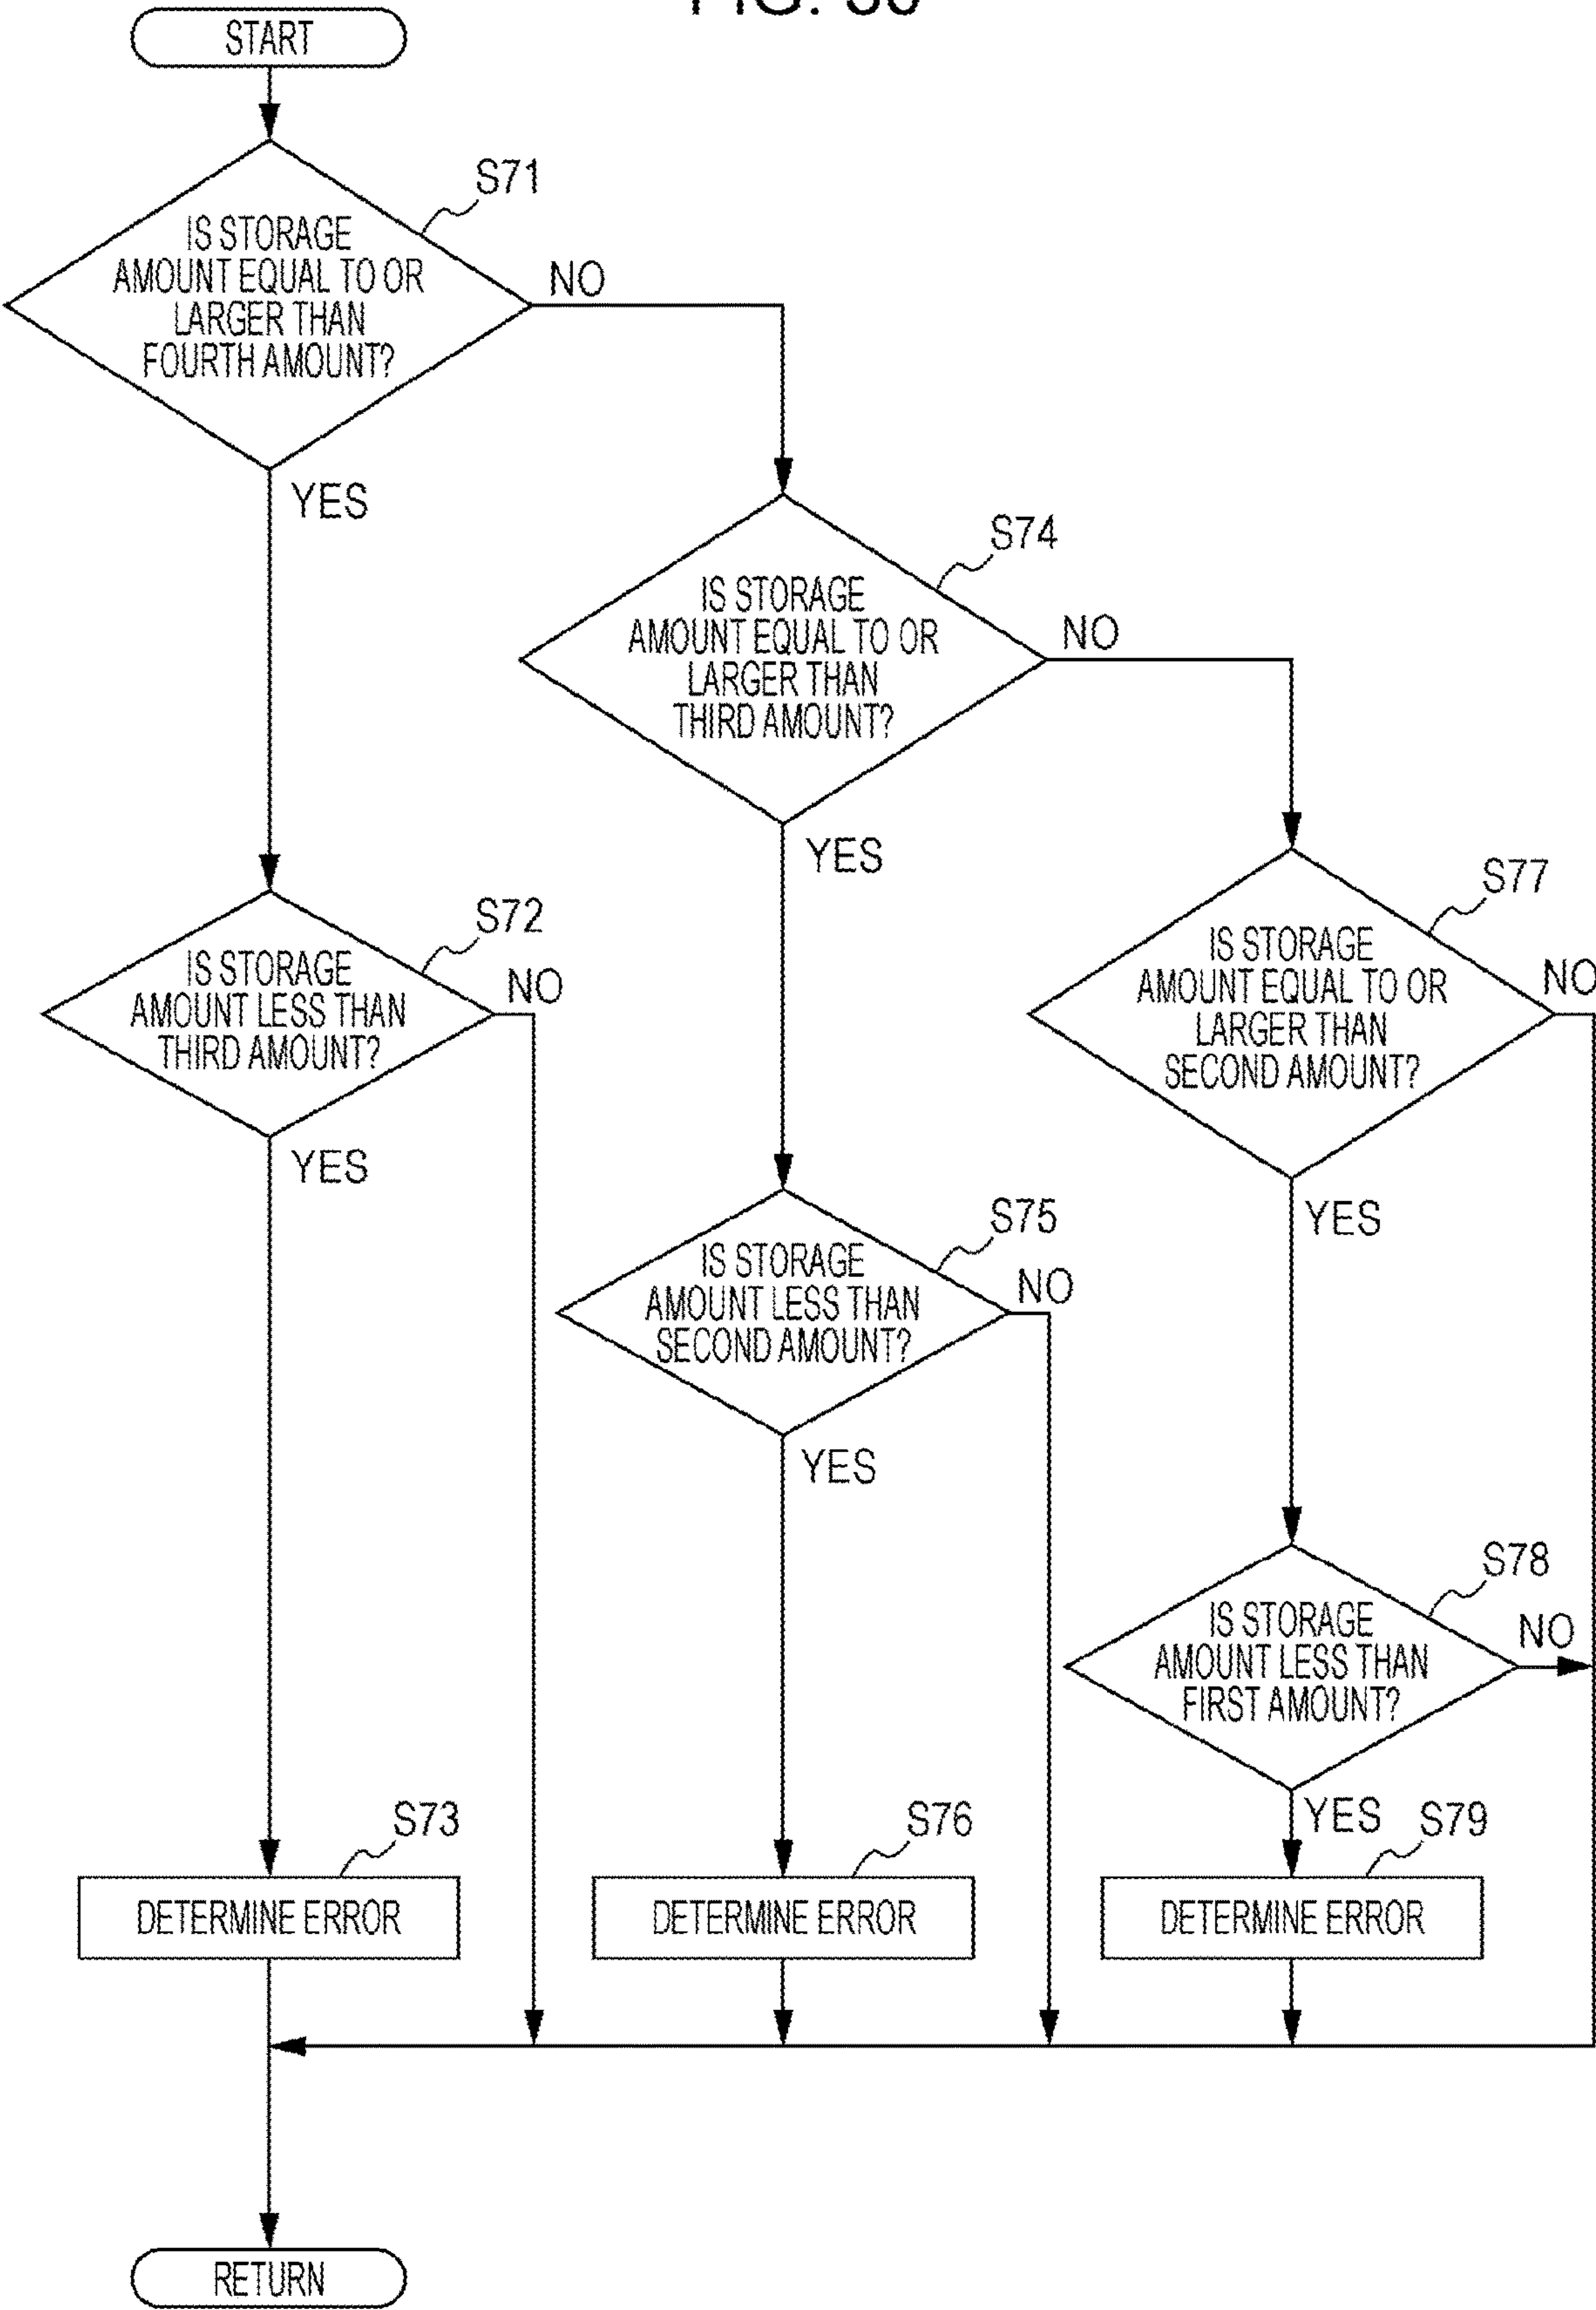 START
S71
IS STORAGE
AMOUNT EQUAL TO OR
LARGER THAN
FOURTH AMOUNT?
NO
YES
S74
IS STORAGE
AMOUNT EQUAL TO OR
LARGER THAN
THIRD AMOUNT?
NO
YES
S72
IS STORAGE
AMOUNT LESS THAN
THIRD AMOUNT?
NO
YES
S77
IS STORAGE
AMOUNT EQUAL TO OR
LARGER THAN
SECOND AMOUNT?
NO
YES
S75
IS STORAGE
AMOUNT LESS THAN
SECOND AMOUNT?
NO
YES
S78
IS STORAGE
AMOUNT LESS THAN
FIRST AMOUNT?
NO
YES
S73
DETERMINE ERROR
S76
DETERMINE ERROR
S79
DETERMINE ERROR
RETURN